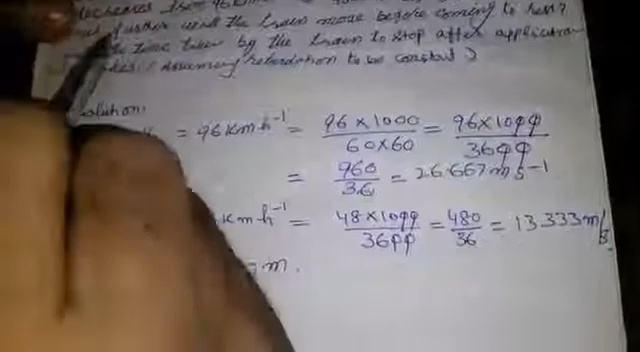 further will the train move before coming to rest?
time taken by the train to stop after application
(Assuming retardation to be constant)
Solution:
= 96 Km h⁻¹ = 96 × 1000 / 60 × 60 = 96 × 1000 / 3600
= 960 / 36 = 26.667 m s⁻¹
Km h⁻¹ = 48 × 1000 / 3600 = 480 / 36 = 13.333 m/s
m.